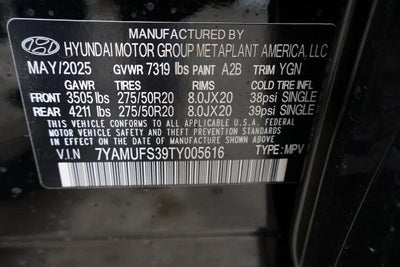 MANUFACTURED BY
HYUNDAI MOTOR GROUP METAPLANT AMERICA, LLC
MAY/2025 GVWR 7319 lbs PAINT A2B TRIM YGN
GAWR TIRES RIMS COLD TIRE INFL
FRONT 3505 lbs 275/50R20 8.0JX20 38psi SINGLE
REAR 4211 lbs 275/50R20 8.0JX20 39psi SINGLE
THIS VEHICLE CONFORMS TO ALL APPLICABLE FEDERAL
MOTOR VEHICLE SAFETY AND THEFT PREVENTION STANDARDS
IN EFFECT ON THE DATE OF MANUFACTURE SHOWN ABOVE.
V.I.N 7YAMUFS39TY005616 TYPE: MPV